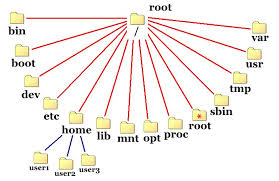 root
bin
/
var
boot
usr
dev
tmp
etc
sbin
home
lib
mnt
opt
proc
root
user1
user2
user3